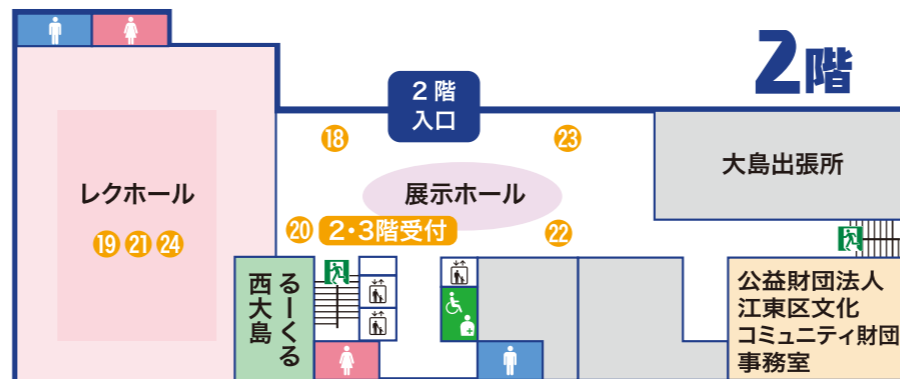 2階
2階
入口
⑱
㉓
大島出張所
レクホール
展示ホール
⑲ ㉑ ㉔
⑳ 2・3階受付
㉒
るーくる
西大島
公益財団法人
江東区文化
コミュニティ財団
事務室